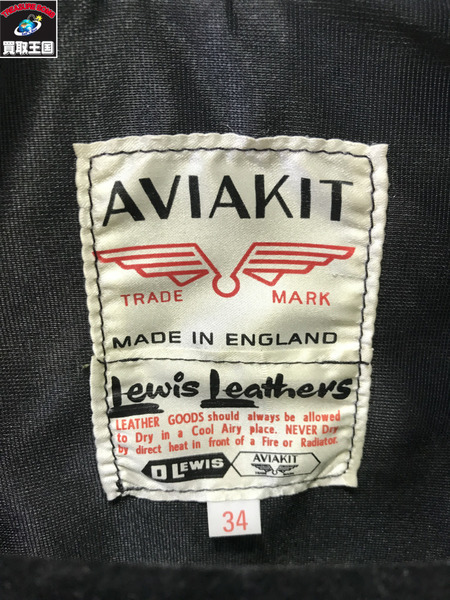 TREASURE MARKET
買取王国
AVIAKIT
TRADE MARK
MADE IN ENGLAND
Lewis Leathers
LEATHER GOODS should always be allowed
to Dry in a Cool Airy place. NEVER Dry
by direct heat in front of a Fire or Radiator.
D LEWIS AVIAKIT
34